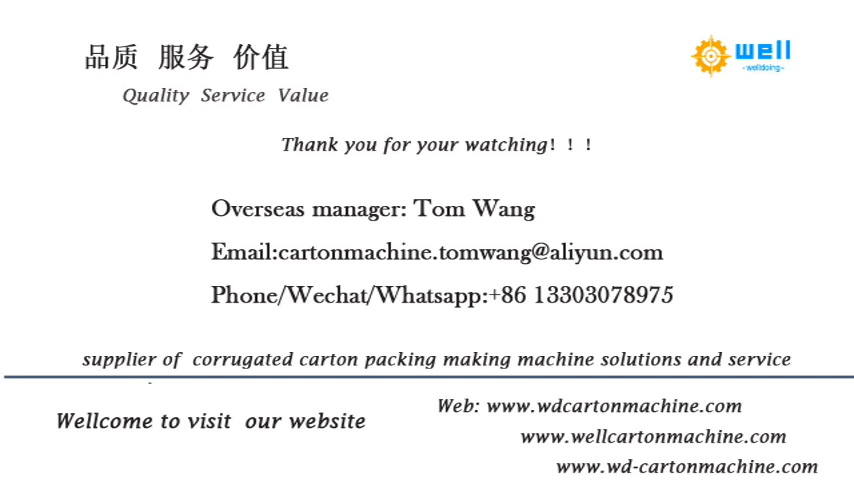 品质 服务 价值
well
-welldoing-
Quality Service Value
Thank you for your watching！！！
Overseas manager: Tom Wang
Email:cartonmachine.tomwang@aliyun.com
Phone/Wechat/Whatsapp:+86 13303078975
supplier of corrugated carton packing making machine solutions and service
Wellcome to visit our website
Web: www.wdcartonmachine.com
www.wellcartonmachine.com
www.wd-cartonmachine.com